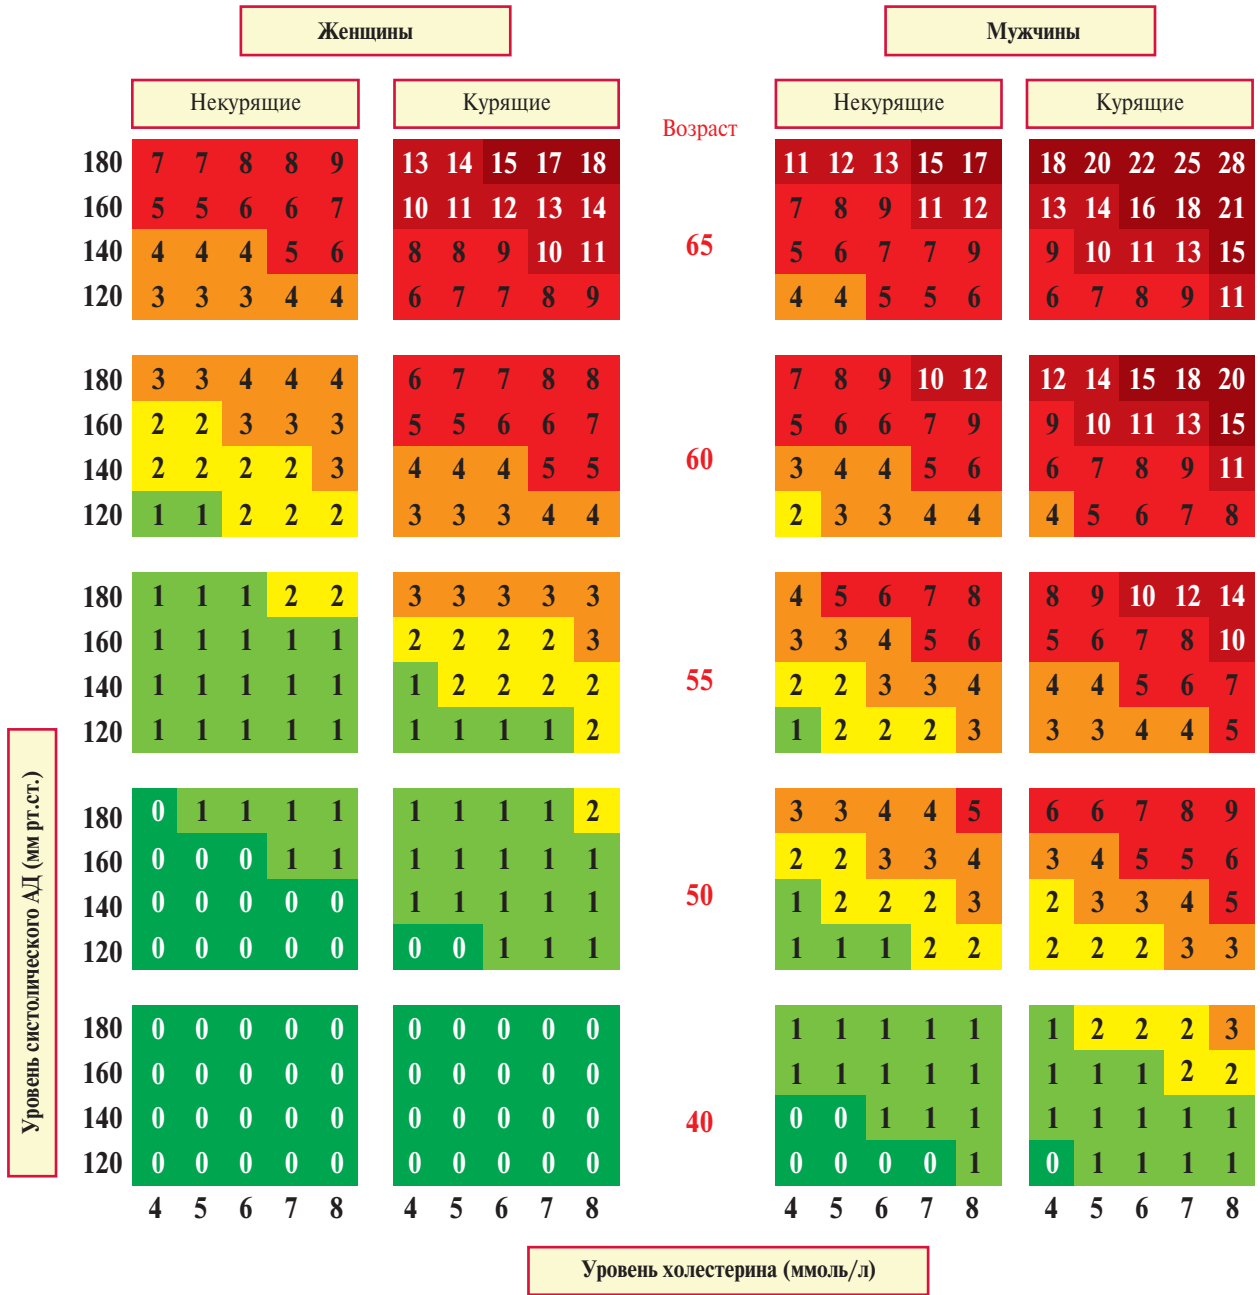 Женщины Мужчины
Некурящие Курящие Некурящие Курящие
Возраст
180 7 7 8 8 9 13 14 15 17 18 11 12 13 15 17 18 20 22 25 28
160 5 5 6 6 7 10 11 12 13 14 7 8 9 11 12 13 14 16 18 21
65
140 4 4 4 5 6 8 8 9 10 11 5 6 7 7 9 9 10 11 13 15
120 3 3 3 4 4 6 7 7 8 9 4 4 5 5 6 6 7 8 9 11
180 3 3 4 4 4 6 7 7 8 8 7 8 9 10 12 12 14 15 18 20
160 2 2 3 3 3 5 5 6 6 7 5 6 6 7 9 9 10 11 13 15
60
140 2 2 2 2 3 4 4 4 5 5 3 4 4 5 6 6 7 8 9 11
120 1 1 2 2 2 3 3 3 4 4 2 3 3 4 4 4 5 6 7 8
180 1 1 1 2 2 3 3 3 3 3 4 5 6 7 8 8 9 10 12 14
160 1 1 1 1 1 2 2 2 2 3 3 3 4 5 6 5 6 7 8 10
55
140 1 1 1 1 1 1 2 2 2 2 2 2 3 3 4 4 4 5 6 7
120 1 1 1 1 1 1 1 1 1 2 1 2 2 2 3 3 3 4 4 5
180 0 1 1 1 1 1 1 1 1 2 3 3 4 4 5 6 6 7 8 9
160 0 0 0 1 1 1 1 1 1 1 2 2 3 3 4 3 4 5 5 6
50
140 0 0 0 0 0 1 1 1 1 1 1 2 2 2 3 2 3 3 4 5
120 0 0 0 0 0 0 0 1 1 1 1 1 1 2 2 2 2 2 3 3
180 0 0 0 0 0 0 0 0 0 0 1 1 1 1 1 1 2 2 2 3
160 0 0 0 0 0 0 0 0 0 0 1 1 1 1 1 1 1 1 2 2
40
140 0 0 0 0 0 0 0 0 0 0 0 0 1 1 1 1 1 1 1 1
120 0 0 0 0 0 0 0 0 0 0 0 0 0 0 1 0 1 1 1 1
4 5 6 7 8 4 5 6 7 8 4 5 6 7 8 4 5 6 7 8
Уровень систолического АД (мм рт.ст.)
Уровень холестерина (ммоль/л)